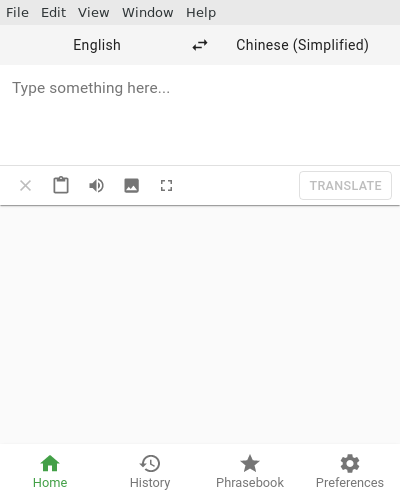 File Edit View Window Help
English Chinese (Simplified)
Type something here...
TRANSLATE
Home History Phrasebook Preferences